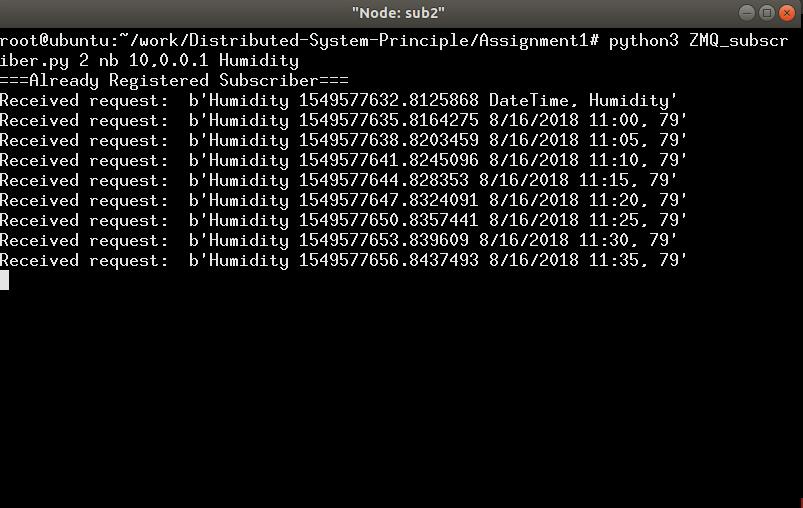 "Node: sub2"
root@ubuntu:~/work/Distributed-System-Principle/Assignment1# python3 ZMQ_subscr
iber.py 2 nb 10.0.0.1 Humidity
===Already Registered Subscriber===
Received request:  b'Humidity 1549577632.8125868 DateTime, Humidity'
Received request:  b'Humidity 1549577635.8164275 8/16/2018 11:00, 79'
Received request:  b'Humidity 1549577638.8203459 8/16/2018 11:05, 79'
Received request:  b'Humidity 1549577641.8245096 8/16/2018 11:10, 79'
Received request:  b'Humidity 1549577644.828353 8/16/2018 11:15, 79'
Received request:  b'Humidity 1549577647.8324091 8/16/2018 11:20, 79'
Received request:  b'Humidity 1549577650.8357441 8/16/2018 11:25, 79'
Received request:  b'Humidity 1549577653.839609 8/16/2018 11:30, 79'
Received request:  b'Humidity 1549577656.8437493 8/16/2018 11:35, 79'